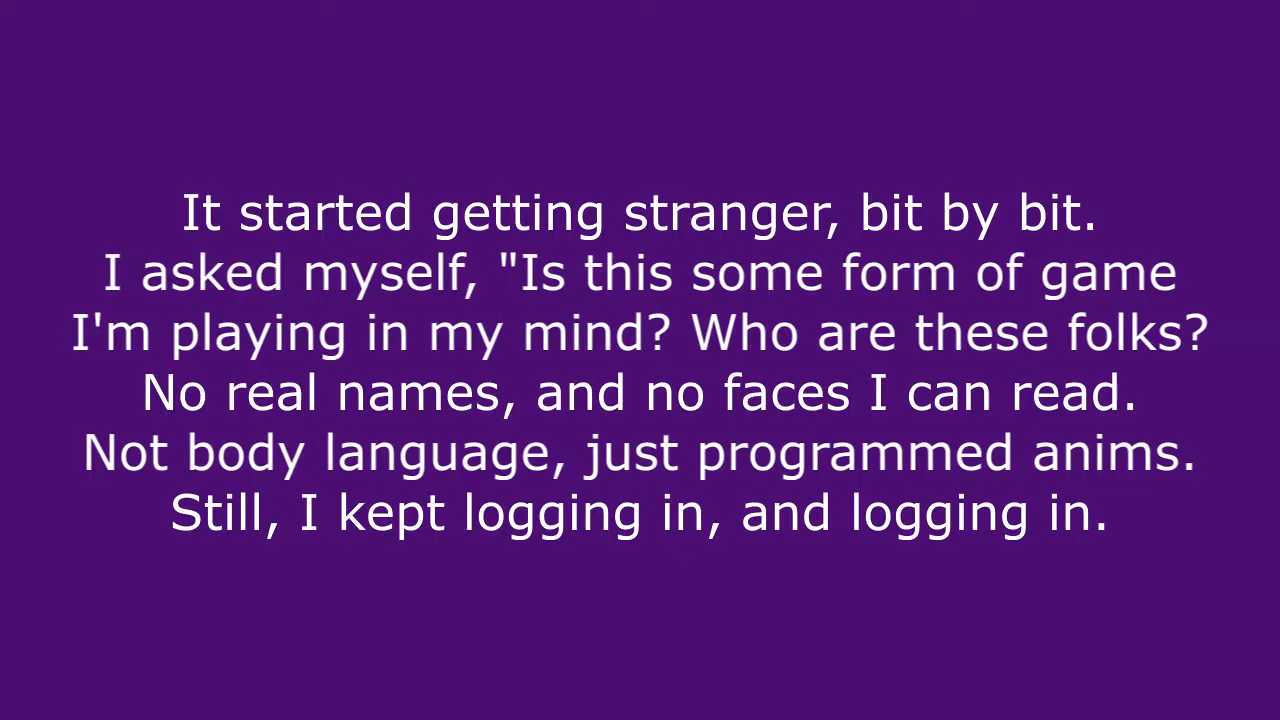 It started getting stranger, bit by bit.
I asked myself, "Is this some form of game
I'm playing in my mind? Who are these folks?
No real names, and no faces I can read.
Not body language, just programmed anims.
Still, I kept logging in, and logging in.